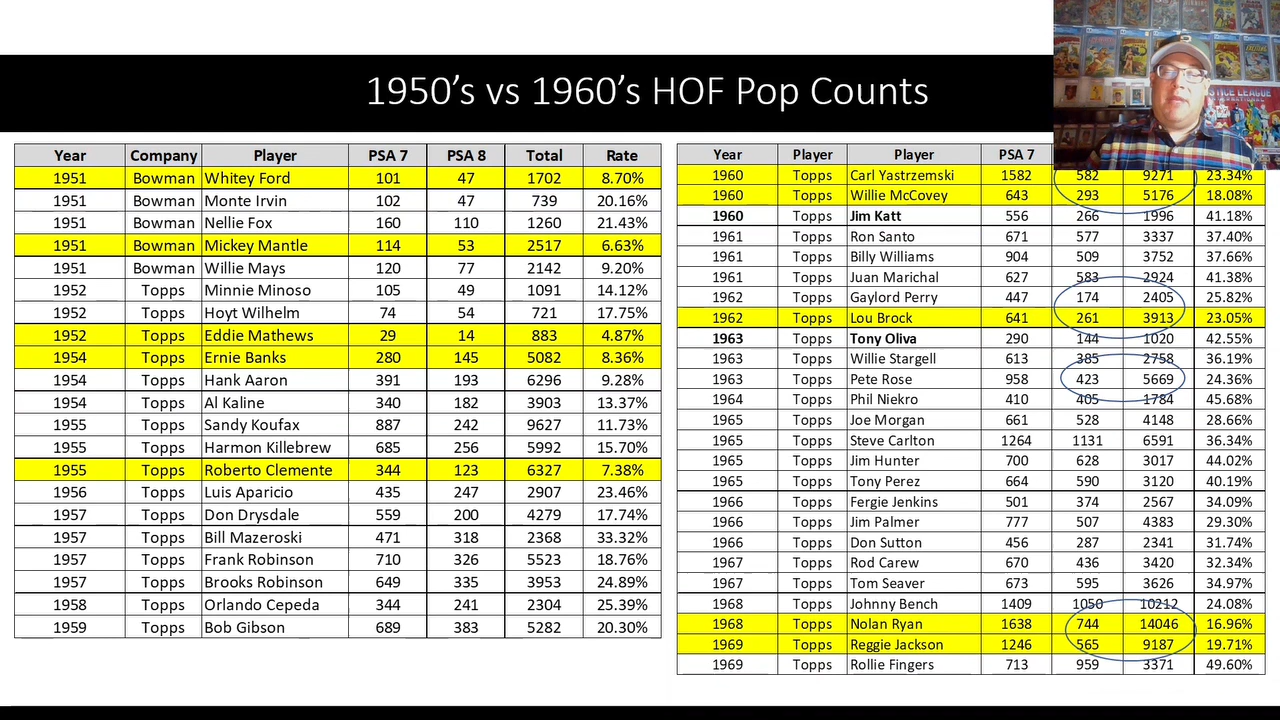 1950's vs 1960's HOF Pop Counts
Year Company Player PSA 7 PSA 8 Total Rate
1951 Bowman Whitey Ford 101 47 1702 8.70%
1951 Bowman Monte Irvin 102 47 739 20.16%
1951 Bowman Nellie Fox 160 110 1260 21.43%
1951 Bowman Mickey Mantle 114 53 2517 6.63%
1951 Bowman Willie Mays 120 77 2142 9.20%
1952 Topps Minnie Minoso 105 49 1091 14.12%
1952 Topps Hoyt Wilhelm 74 54 721 17.75%
1952 Topps Eddie Mathews 29 14 883 4.87%
1954 Topps Ernie Banks 280 145 5082 8.36%
1954 Topps Hank Aaron 391 193 6296 9.28%
1954 Topps Al Kaline 340 182 3903 13.37%
1955 Topps Sandy Koufax 887 242 9627 11.73%
1955 Topps Harmon Killebrew 685 256 5992 15.70%
1955 Topps Roberto Clemente 344 123 6327 7.38%
1956 Topps Luis Aparicio 435 247 2907 23.46%
1957 Topps Don Drysdale 559 200 4279 17.74%
1957 Topps Bill Mazeroski 471 318 2368 33.32%
1957 Topps Frank Robinson 710 326 5523 18.76%
1957 Topps Brooks Robinson 649 335 3953 24.89%
1958 Topps Orlando Cepeda 344 241 2304 25.39%
1959 Topps Bob Gibson 689 383 5282 20.30%
Year Player Player PSA 7
1960 Topps Carl Yastrzemski 1582 582 9271 23.34%
1960 Topps Willie McCovey 643 293 5176 18.08%
1960 Topps Jim Katt 556 266 1996 41.18%
1961 Topps Ron Santo 671 577 3337 37.40%
1961 Topps Billy Williams 904 509 3752 37.66%
1961 Topps Juan Marichal 627 583 2924 41.38%
1962 Topps Gaylord Perry 447 174 2405 25.82%
1962 Topps Lou Brock 641 261 3913 23.05%
1963 Topps Tony Oliva 290 144 1020 42.55%
1963 Topps Willie Stargell 613 385 2758 36.19%
1963 Topps Pete Rose 958 423 5669 24.36%
1964 Topps Phil Niekro 410 405 1784 45.68%
1965 Topps Joe Morgan 661 528 4148 28.66%
1965 Topps Steve Carlton 1264 1131 6591 36.34%
1965 Topps Jim Hunter 700 628 3017 44.02%
1965 Topps Tony Perez 664 590 3120 40.19%
1966 Topps Fergie Jenkins 501 374 2567 34.09%
1966 Topps Jim Palmer 777 507 4383 29.30%
1966 Topps Don Sutton 456 287 2341 31.74%
1967 Topps Rod Carew 670 436 3420 32.34%
1967 Topps Tom Seaver 673 595 3626 34.97%
1968 Topps Johnny Bench 1409 1050 10212 24.08%
1968 Topps Nolan Ryan 1638 744 14046 16.96%
1969 Topps Reggie Jackson 1246 565 9187 19.71%
1969 Topps Rollie Fingers 713 959 3371 49.60%